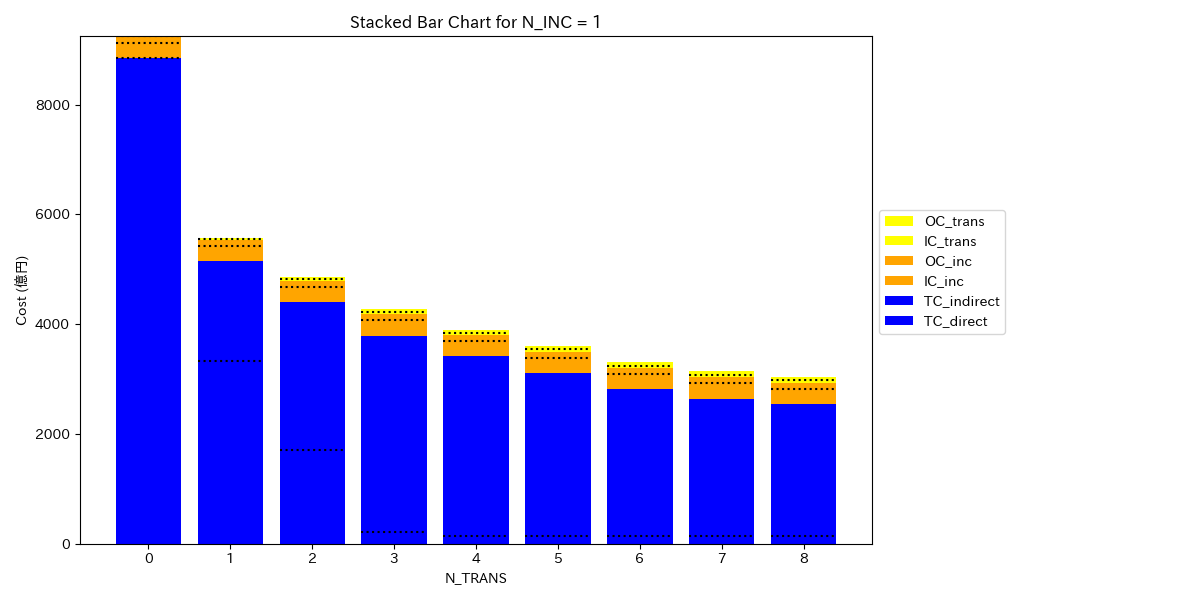 Stacked Bar Chart for N_INC = 1
Cost (億円)
8000
6000
4000
2000
0
0 1 2 3 4 5 6 7 8
N_TRANS
OC_trans
IC_trans
OC_inc
IC_inc
TC_indirect
TC_direct